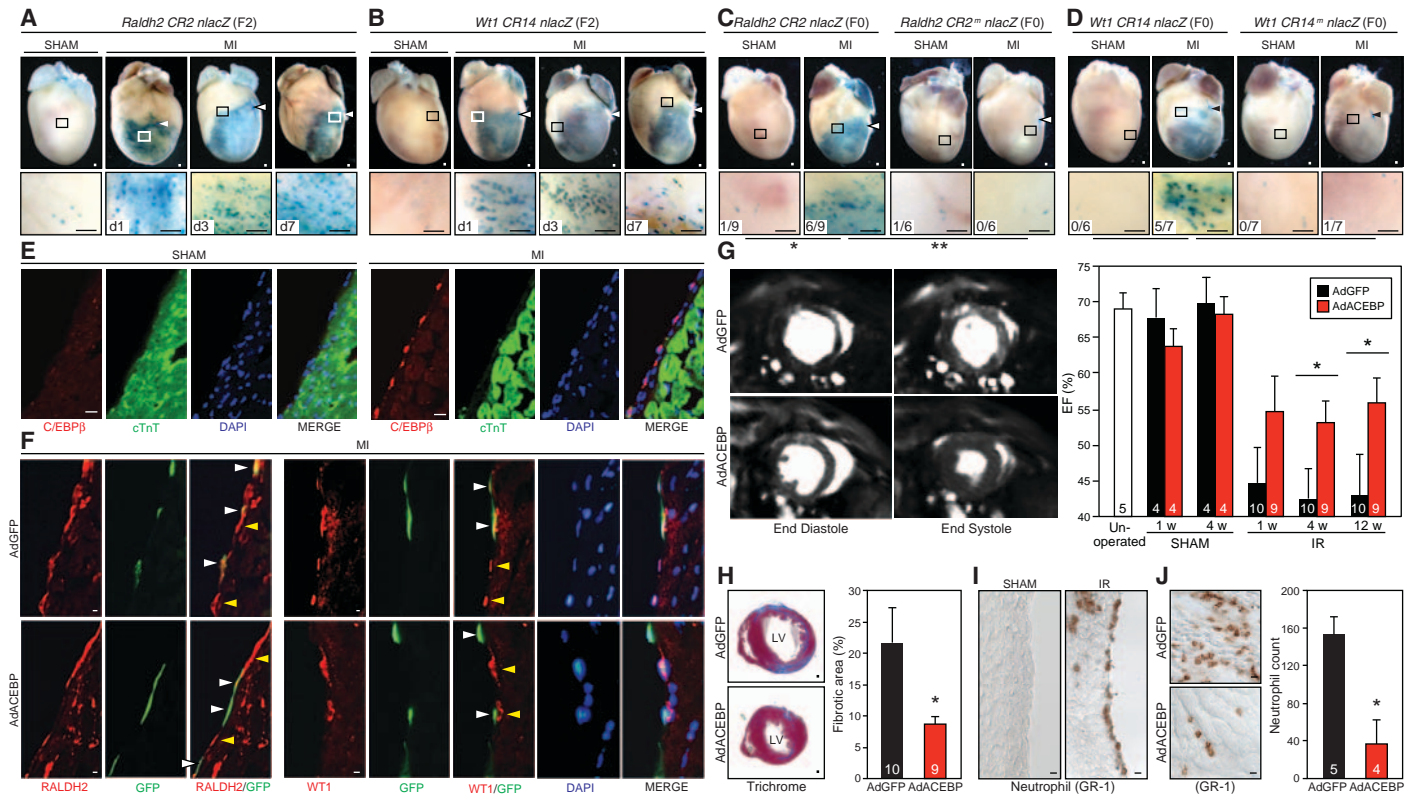 A Raldh2 CR2 nlacZ (F2)
SHAM MI
d1 d3 d7
B Wt1 CR14 nlacZ (F2)
SHAM MI
d1 d3 d7
C Raldh2 CR2 nlacZ (F0) Raldh2 CR2m nlacZ (F0)
SHAM MI SHAM MI
1/9 6/9 1/6 0/6
* **
D Wt1 CR14 nlacZ (F0) Wt1 CR14m nlacZ (F0)
SHAM MI SHAM MI
0/6 5/7 0/7 1/7
E SHAM MI
C/EBPβ cTnT DAPI MERGE C/EBPβ cTnT DAPI MERGE
F MI
AdGFP
AdACEBP
RALDH2 GFP RALDH2/GFP WT1 GFP WT1/GFP DAPI MERGE
G
AdGFP
AdACEBP
End Diastole End Systole
EF (%)
75
70
65
60
55
50
45
40
AdGFP
AdACEBP
* *
5 4 4 4 4 10 9 10 9 10 9
Un-
operated
1 w 4 w 1 w 4 w 12 w
SHAM IR
H
AdGFP
LV
AdACEBP
LV
Trichrome
Fibrotic area (%)
30
25
20
15
10
5
0
*
10 9
AdGFP AdACEBP
I
SHAM IR
Neutrophil (GR-1)
J
AdGFP
AdACEBP
(GR-1)
Neutrophil count
200
160
120
80
40
0
*
5 4
AdGFP AdACEBP